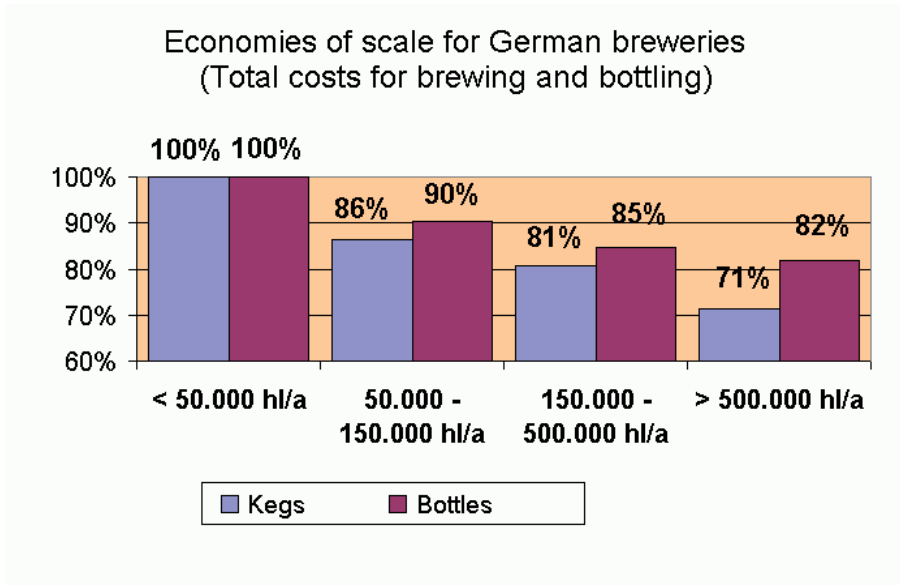 Economies of scale for German breweries
(Total costs for brewing and bottling)
100% 100%
86% 90%
81% 85%
71% 82%
100%
90%
80%
70%
60%
< 50.000 hl/a
50.000 -
150.000 hl/a
150.000 -
500.000 hl/a
> 500.000 hl/a
Kegs Bottles